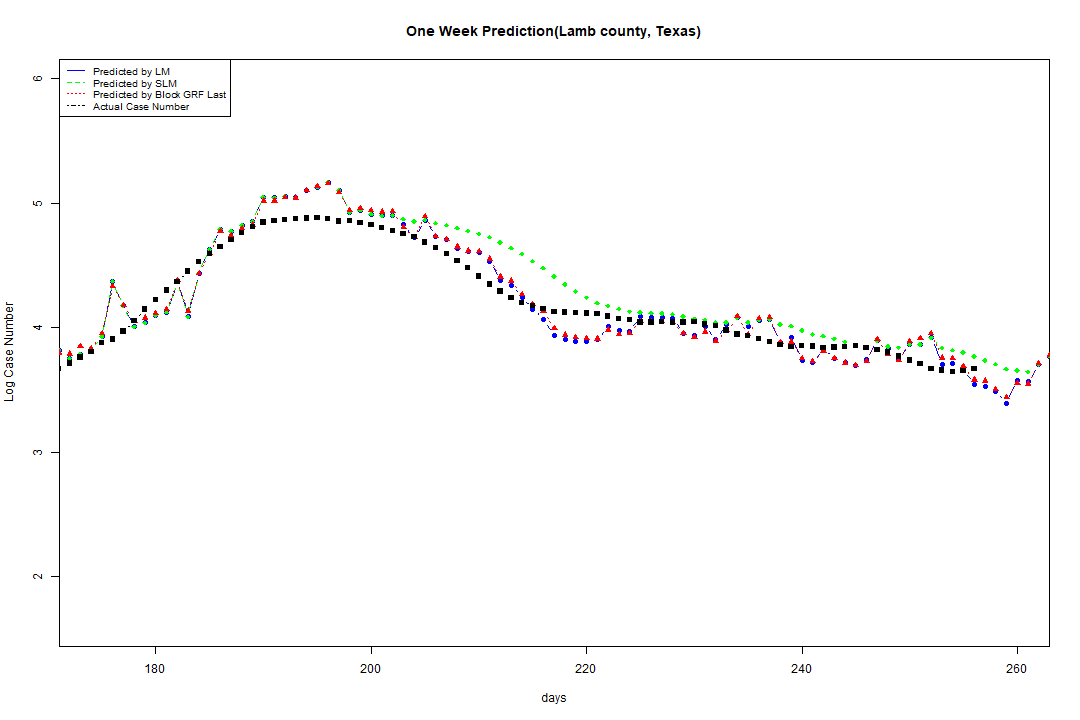 One Week Prediction(Lamb county, Texas)
Predicted by LM
Predicted by SLM
Predicted by Block GRF Last
Actual Case Number
6
5
4
3
2
Log Case Number
180 200 220 240 260
days